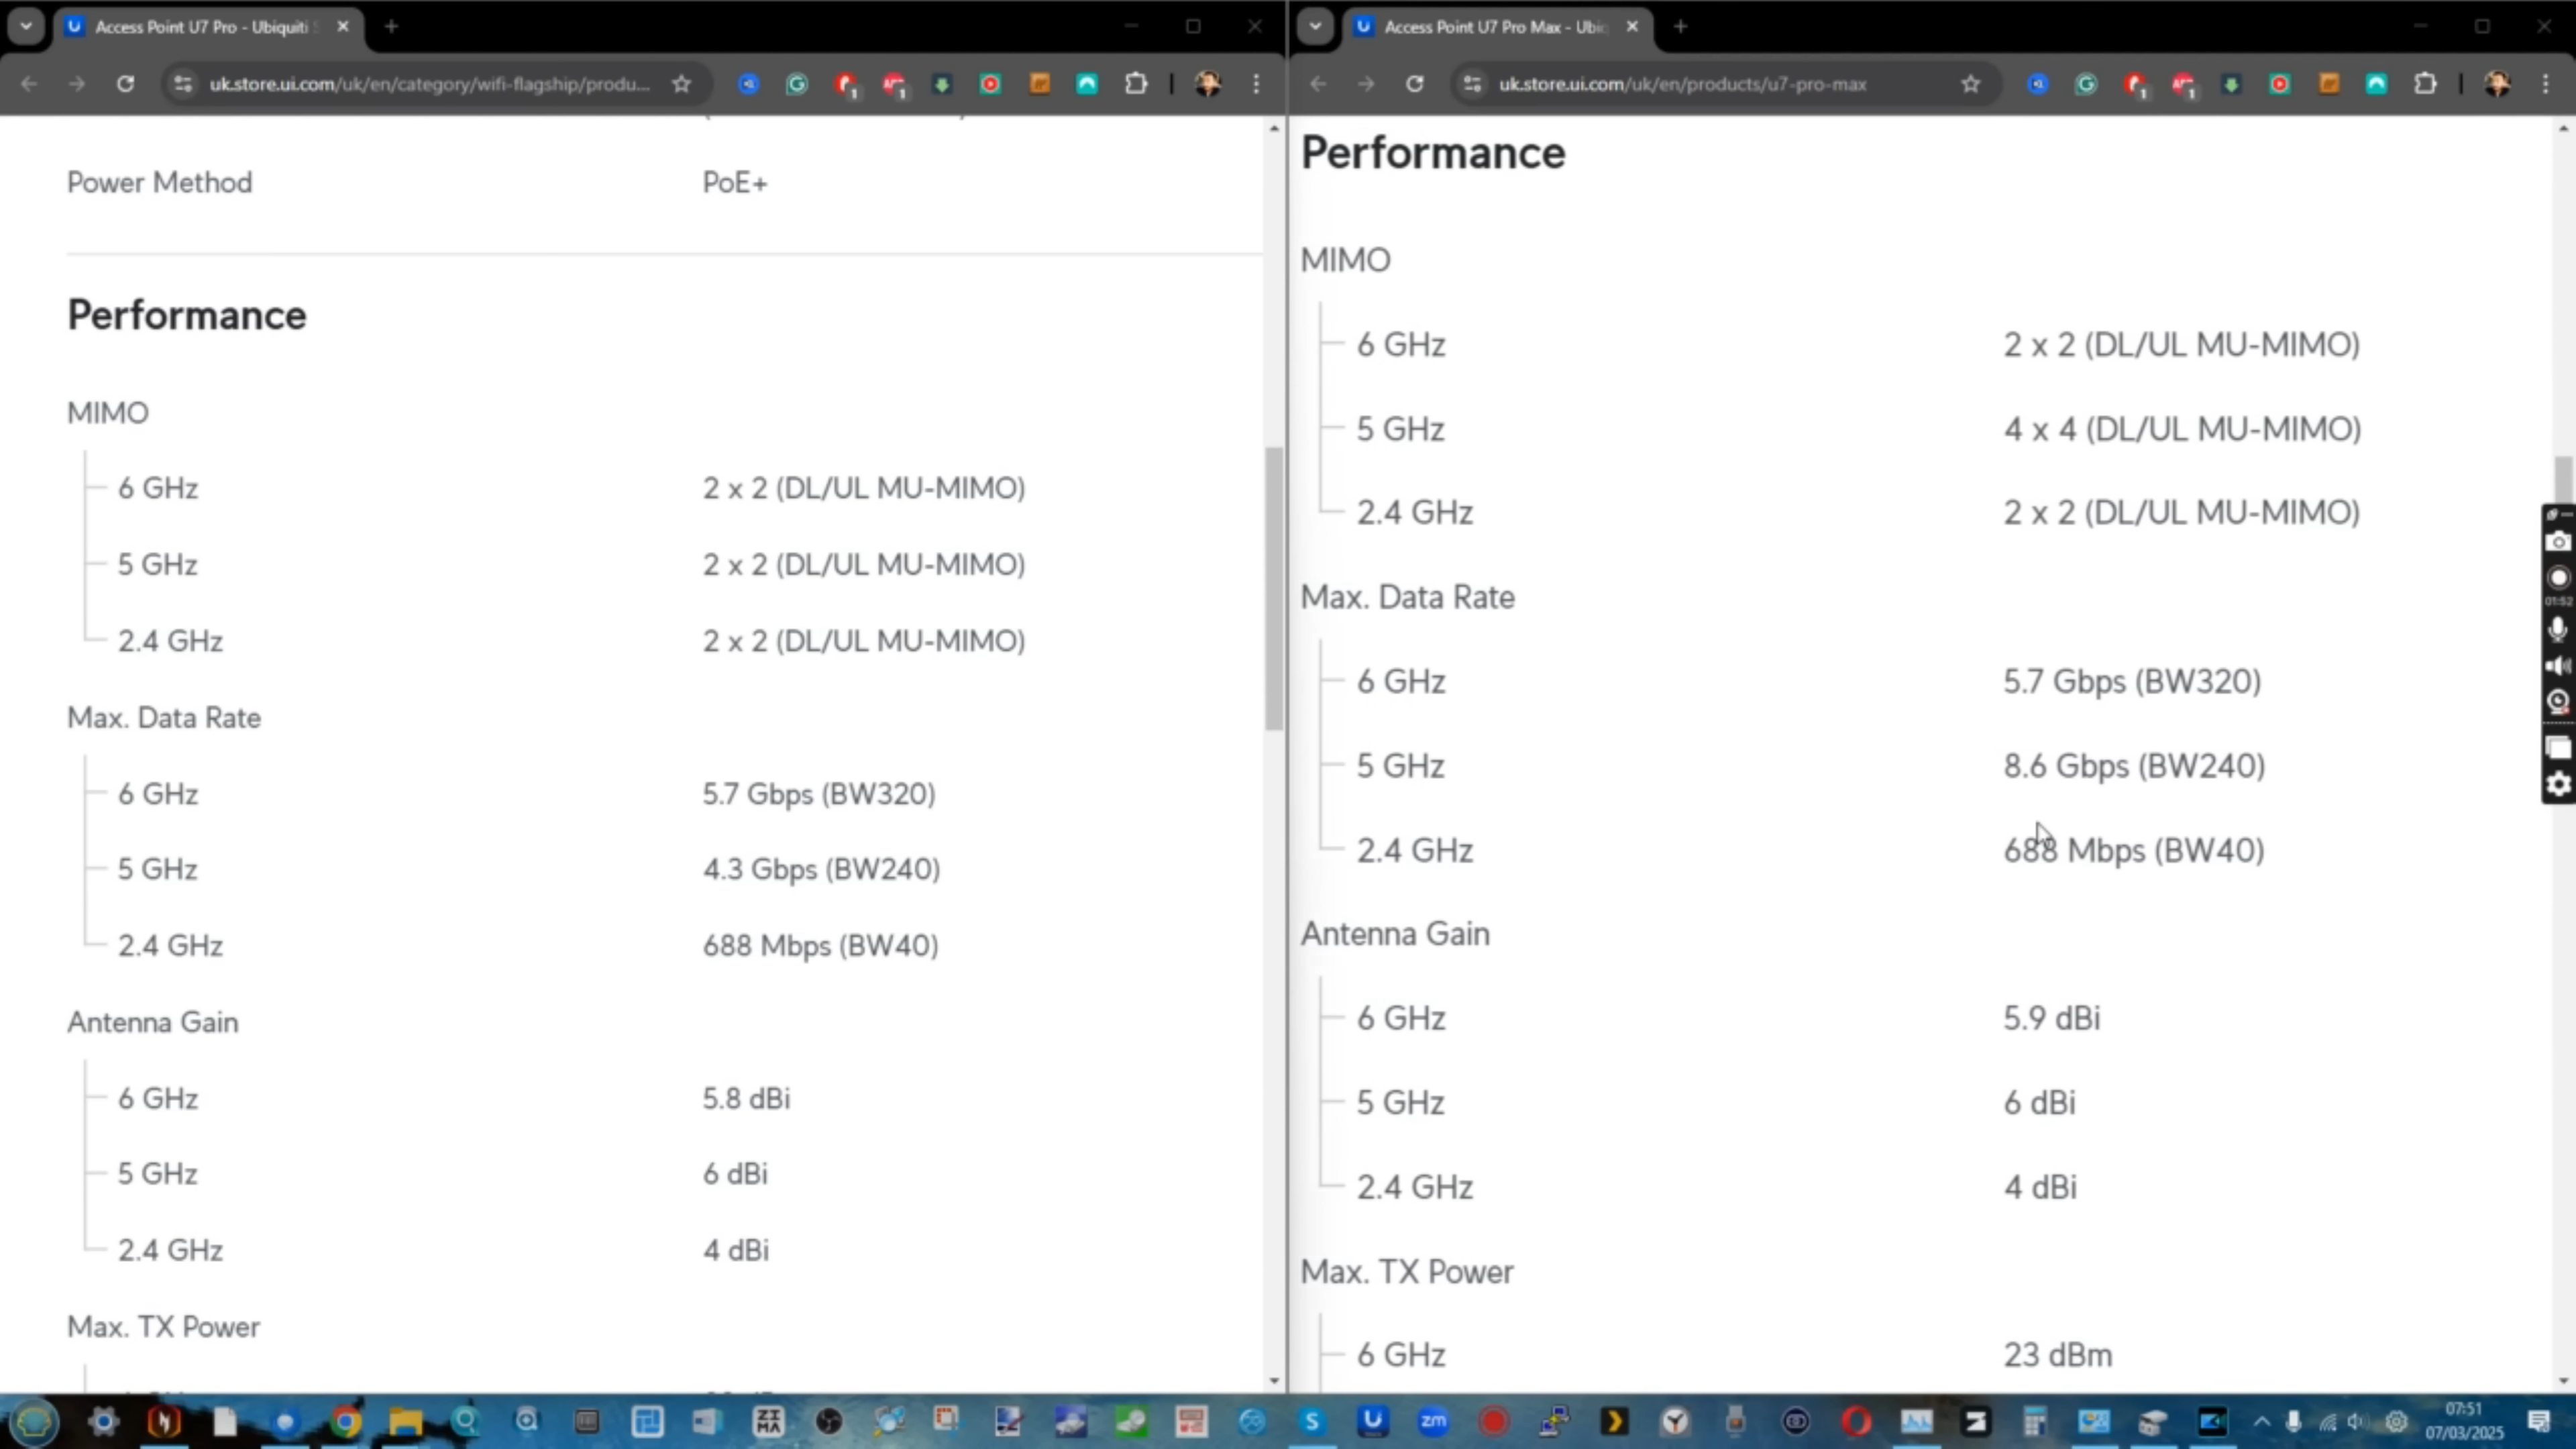 Access Point U7 Pro - Ubiquiti
uk.store.ui.com/uk/en/category/wifi-flagship/produ...
Power Method PoE+
Performance
MIMO
6 GHz 2 x 2 (DL/UL MU-MIMO)
5 GHz 2 x 2 (DL/UL MU-MIMO)
2.4 GHz 2 x 2 (DL/UL MU-MIMO)
Max. Data Rate
6 GHz 5.7 Gbps (BW320)
5 GHz 4.3 Gbps (BW240)
2.4 GHz 688 Mbps (BW40)
Antenna Gain
6 GHz 5.8 dBi
5 GHz 6 dBi
2.4 GHz 4 dBi
Max. TX Power
Access Point U7 Pro Max - Ubi
uk.store.ui.com/uk/en/products/u7-pro-max
Performance
MIMO
6 GHz 2 x 2 (DL/UL MU-MIMO)
5 GHz 4 x 4 (DL/UL MU-MIMO)
2.4 GHz 2 x 2 (DL/UL MU-MIMO)
Max. Data Rate
6 GHz 5.7 Gbps (BW320)
5 GHz 8.6 Gbps (BW240)
2.4 GHz 688 Mbps (BW40)
Antenna Gain
6 GHz 5.9 dBi
5 GHz 6 dBi
2.4 GHz 4 dBi
Max. TX Power
6 GHz 23 dBm
01:52
ZI
MA
zm
07:51
07/03/2025